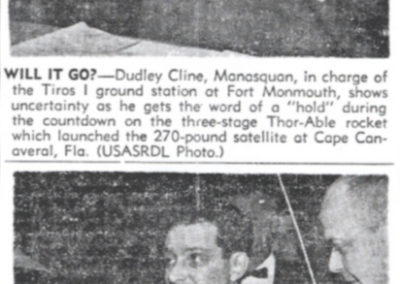 WILL IT GO?—Dudley Cline, Manasquan, in charge of
the Tiros I ground station at Fort Monmouth, shows
uncertainty as he gets the word of a "hold" during
the countdown on the three-stage Thor-Able rocket
which launched the 270-pound satellite at Cape Can-
averal, Fla. (USASRDL Photo.)